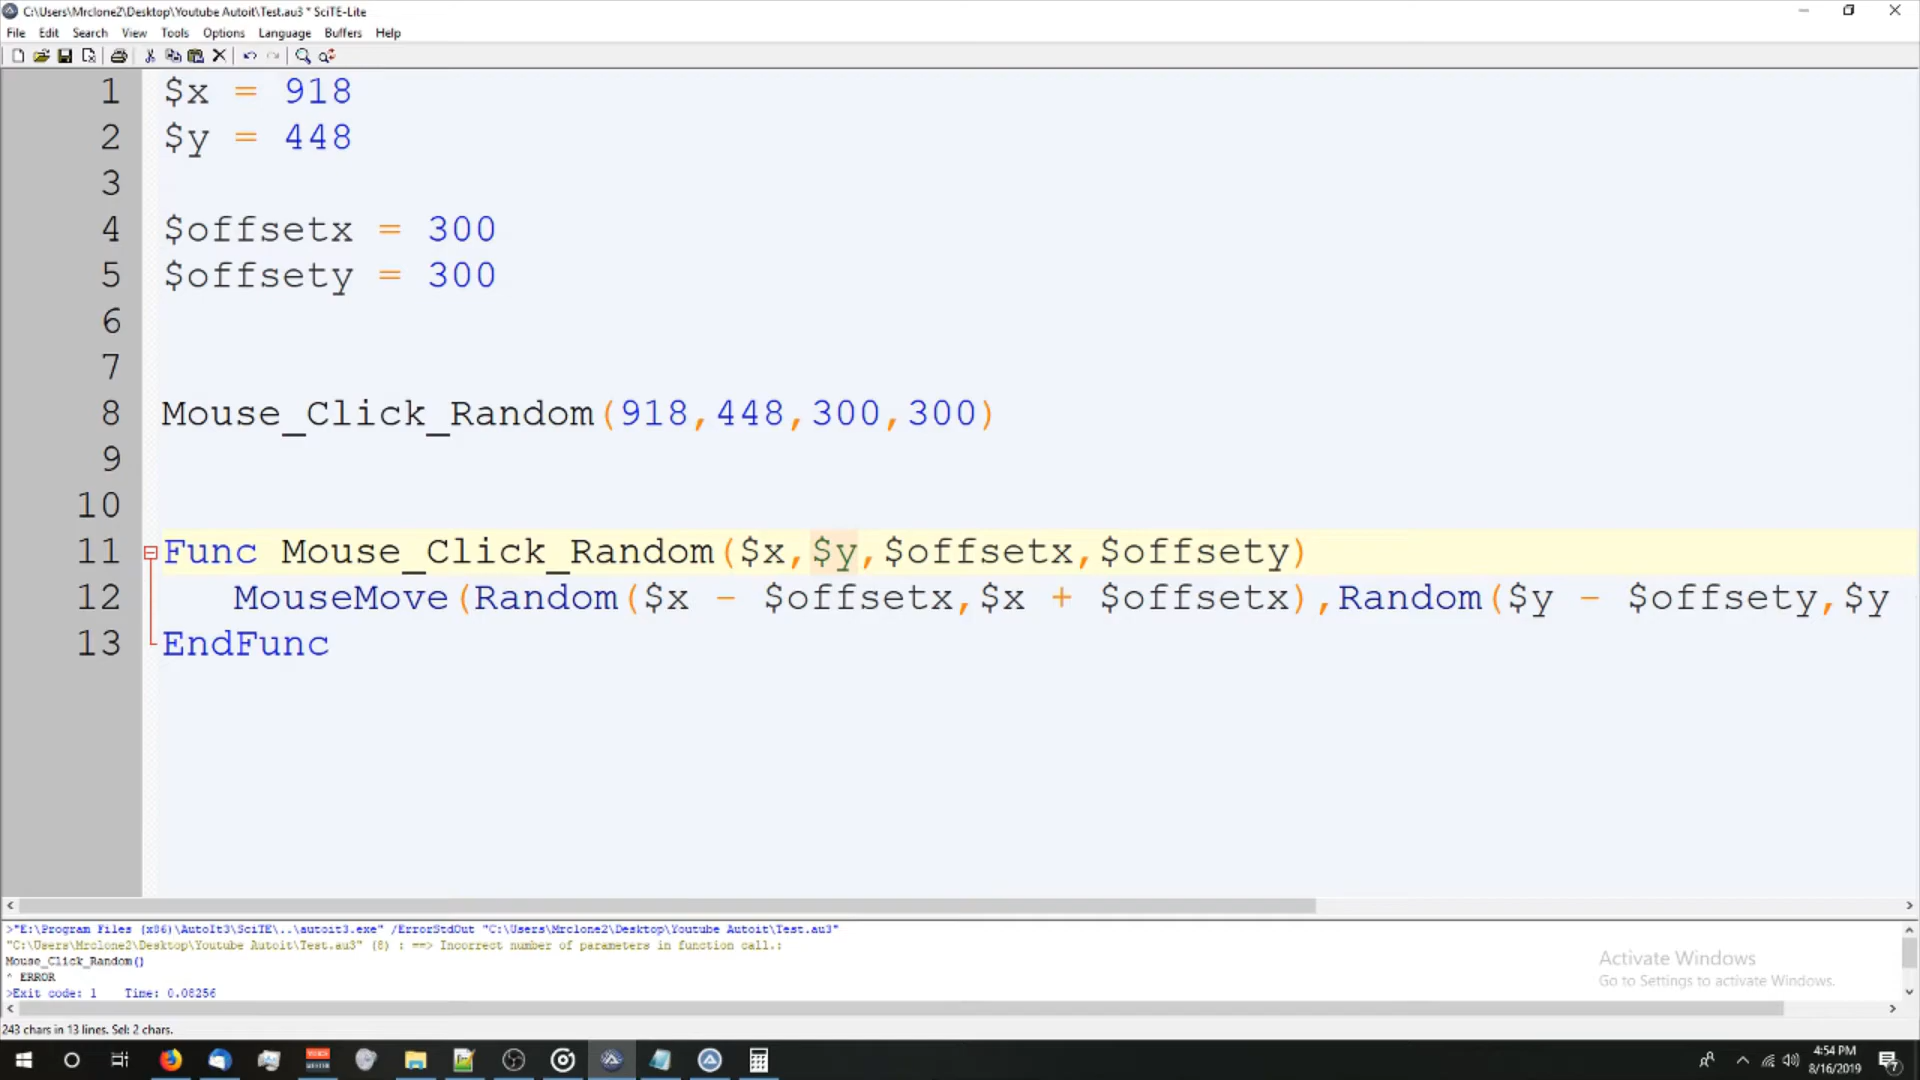 C:\Users\Mrclone2\Desktop\Youtube Autoit\Test.au3 * SciTE-Lite
File Edit Search View Tools Options Language Buffers Help
1 $x = 918
2 $y = 448
3
4 $offsetx = 300
5 $offsety = 300
6
7
8 Mouse_Click_Random(918,448,300,300)
9
10
11 Func Mouse_Click_Random($x,$y,$offsetx,$offsety)
12 MouseMove(Random($x - $offsetx,$x + $offsetx),Random($y - $offsety,$y
13 EndFunc
>"E:\Program Files (x86)\AutoIt3\SciTE\..\autoit3.exe" /ErrorStdOut "C:\Users\Mrclone2\Desktop\Youtube Autoit\Test.au3"
"C:\Users\Mrclone2\Desktop\Youtube Autoit\Test.au3" (8) : ==> Incorrect number of parameters in function call.:
Mouse_Click_Random()
^ ERROR
>Exit code: 1 Time: 0.08256
Activate Windows
Go to Settings to activate Windows.
243 chars in 13 lines. Sel: 2 chars.
4:54 PM
8/16/2019